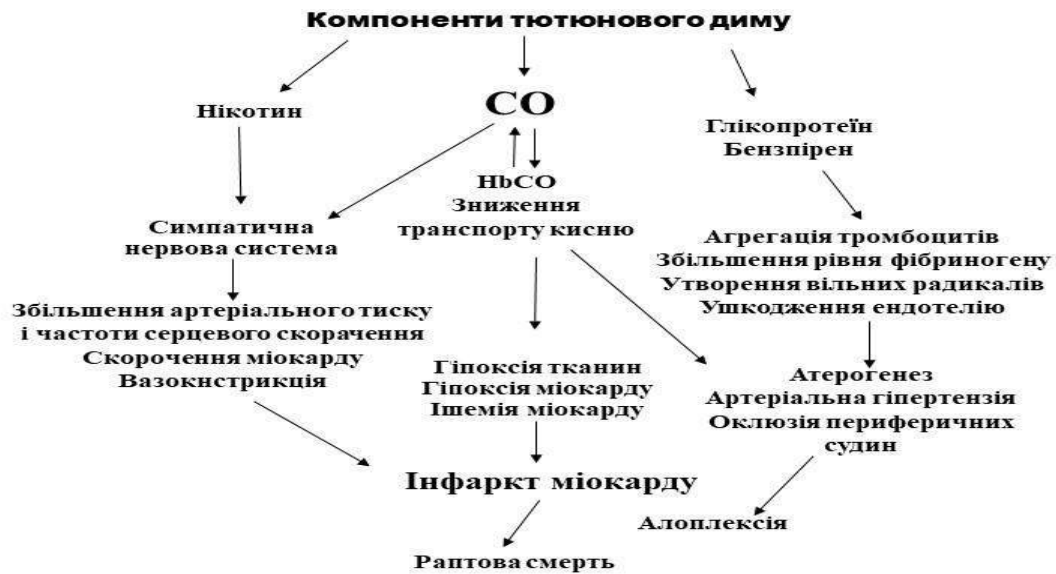 Компоненти тютюнового диму
Нікотин
СО
Глікопротеїн
Бензпірен
HbCO
Зниження
транспорту кисню
Симпатична
нервова система
Агрегація тромбоцитів
Збільшення рівня фібриногену
Утворення вільних радикалів
Ушкодження ендотелію
Збільшення артеріального тиску
і частоти серцевого скорачення
Скорочення міокарду
Вазокнстрикція
Гіпоксія тканин
Гіпоксія міокарду
Ішемія міокарду
Атерогенез
Артеріальна гіпертензія
Оклюзія периферичних
судин
Інфаркт міокарду
Алоплексія
Раптова смерть